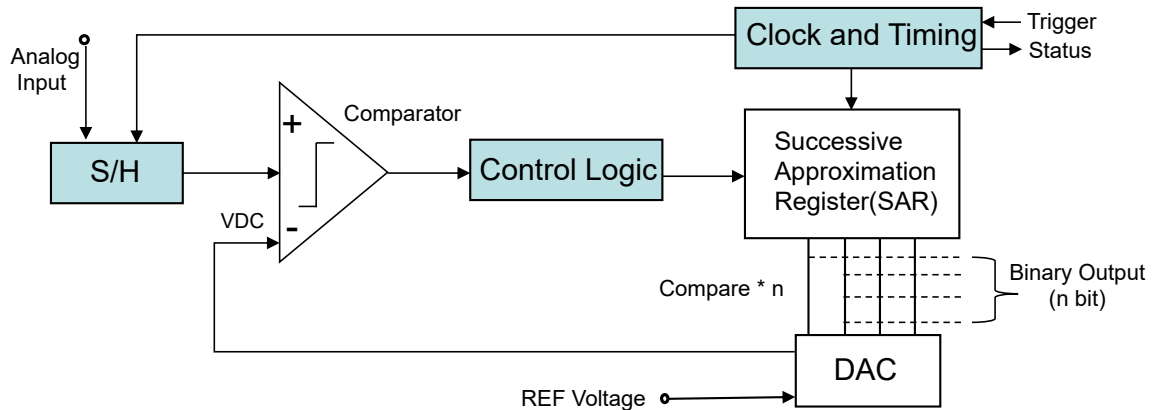 Clock and Timing
Trigger
Status
Analog
Input
Comparator
+
S/H
Control Logic
Successive
Approximation
Register(SAR)
VDC
-
Compare * n
Binary Output
(n bit)
DAC
REF Voltage